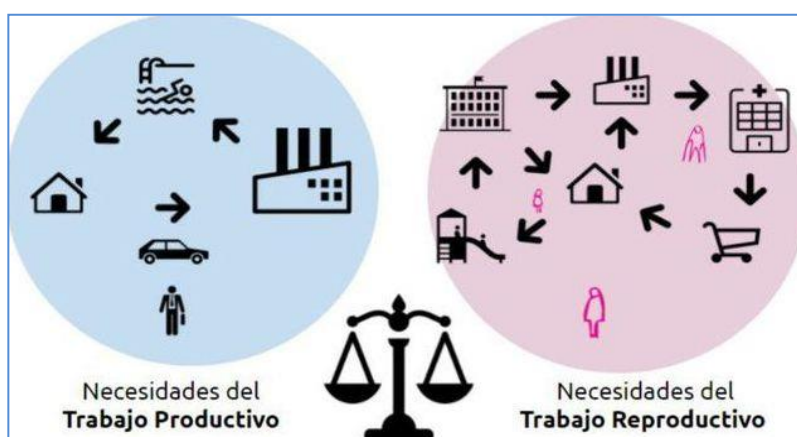 Necesidades del
Trabajo Productivo
Necesidades del
Trabajo Reproductivo